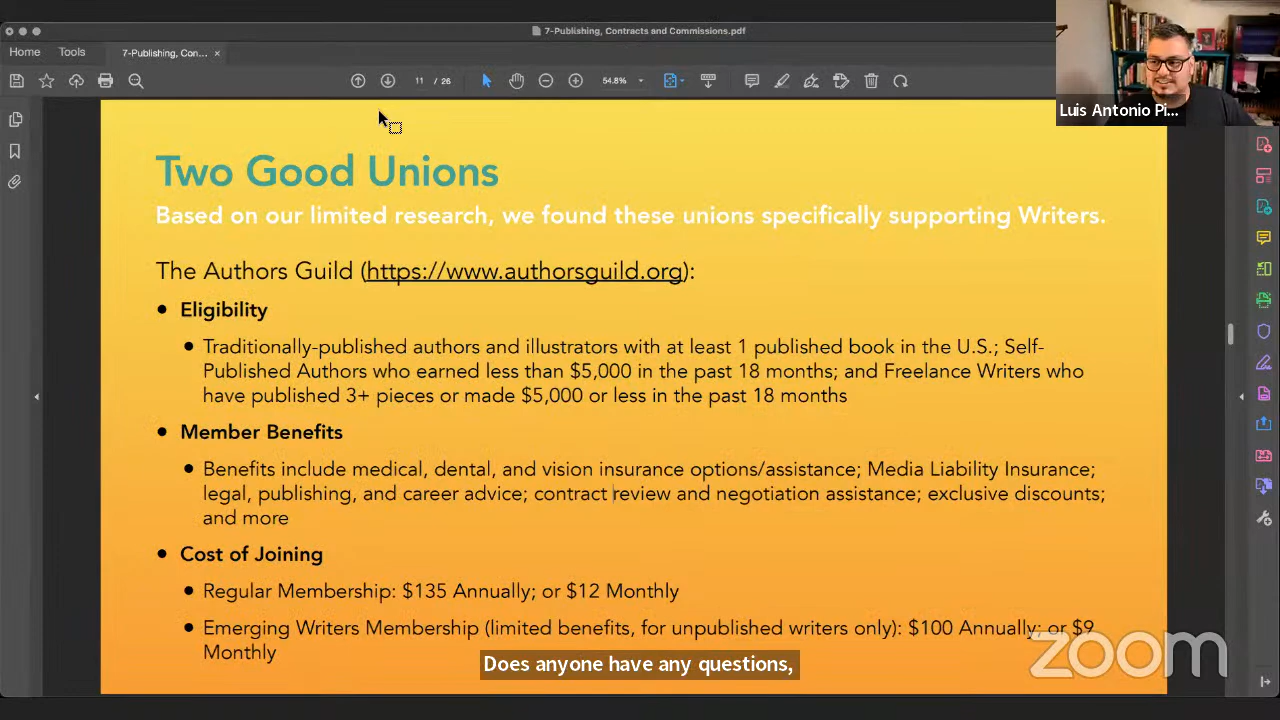 7-Publishing, Contracts and Commissions.pdf
Home
Tools
7-Publishing, Con... ×
11 / 26
54.8%
Luis Antonio Pi...
Two Good Unions
Based on our limited research, we found these unions specifically supporting Writers.
The Authors Guild (https://www.authorsguild.org):
• Eligibility
• Traditionally-published authors and illustrators with at least 1 published book in the U.S.; Self-
Published Authors who earned less than $5,000 in the past 18 months; and Freelance Writers who
have published 3+ pieces or made $5,000 or less in the past 18 months
• Member Benefits
• Benefits include medical, dental, and vision insurance options/assistance; Media Liability Insurance;
legal, publishing, and career advice; contract review and negotiation assistance; exclusive discounts;
and more
• Cost of Joining
• Regular Membership: $135 Annually; or $12 Monthly
• Emerging Writers Membership (limited benefits, for unpublished writers only): $100 Annually; or $9
Monthly
Does anyone have any questions,
zoom